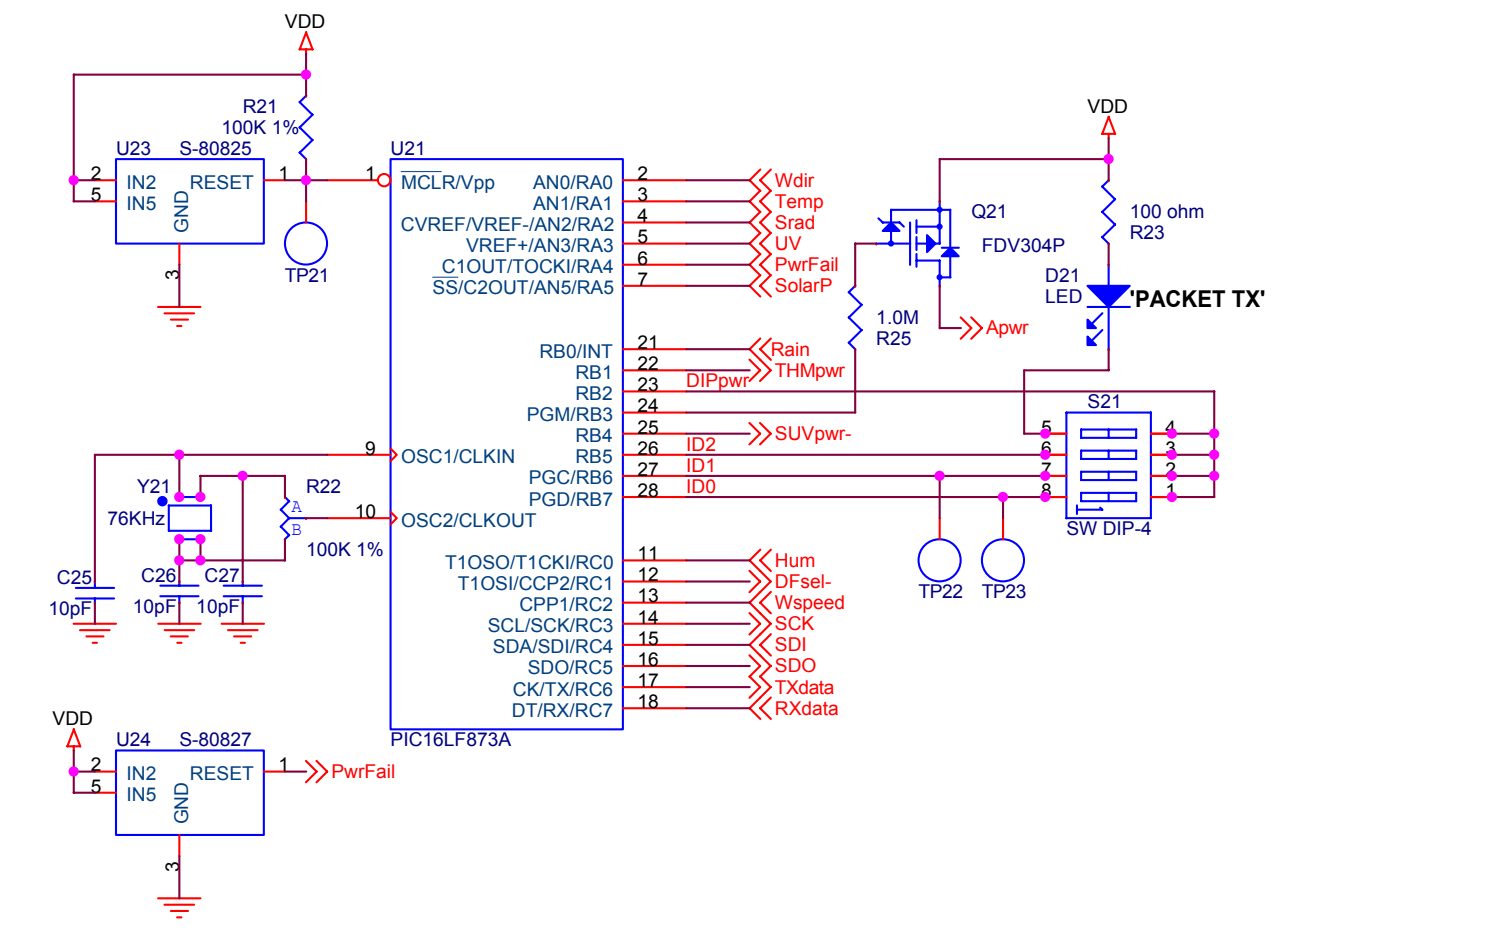 VDD
R21
100K 1%
U23 S-80825
2 IN2 RESET 1
5 IN5
GND
3
TP21
U21
1 MCLR/Vpp
AN0/RA0 2 Wdir
AN1/RA1 3 Temp
CVREF/VREF-/AN2/RA2 4 Srad
VREF+/AN3/RA3 5 UV
C1OUT/TOCKI/RA4 6 PwrFail
SS/C2OUT/AN5/RA5 7 SolarP
RB0/INT 21 Rain
RB1 22 THMpwr
RB2 23 DIPpwr
PGM/RB3 24
RB4 25 SUVpwr-
RB5 26 ID2
PGC/RB6 27 ID1
PGD/RB7 28 ID0
9 OSC1/CLKIN
10 OSC2/CLKOUT
T1OSO/T1CKI/RC0 11 Hum
T1OSI/CCP2/RC1 12 DFsel-
CPP1/RC2 13 Wspeed
SCL/SCK/RC3 14 SCK
SDA/SDI/RC4 15 SDI
SDO/RC5 16 SDO
CK/TX/RC6 17 TXdata
DT/RX/RC7 18 RXdata
PIC16LF873A
Y21
76KHz
R22
A
B
100K 1%
C25
10pF
C26
10pF
C27
10pF
VDD
U24 S-80827
2 IN2 RESET 1 PwrFail
5 IN5
GND
3
VDD
Q21
FDV304P
100 ohm
R23
D21
LED
'PACKET TX'
1.0M
R25
Apwr
S21
5 4
6 3
7 2
8 1
SW DIP-4
TP22
TP23